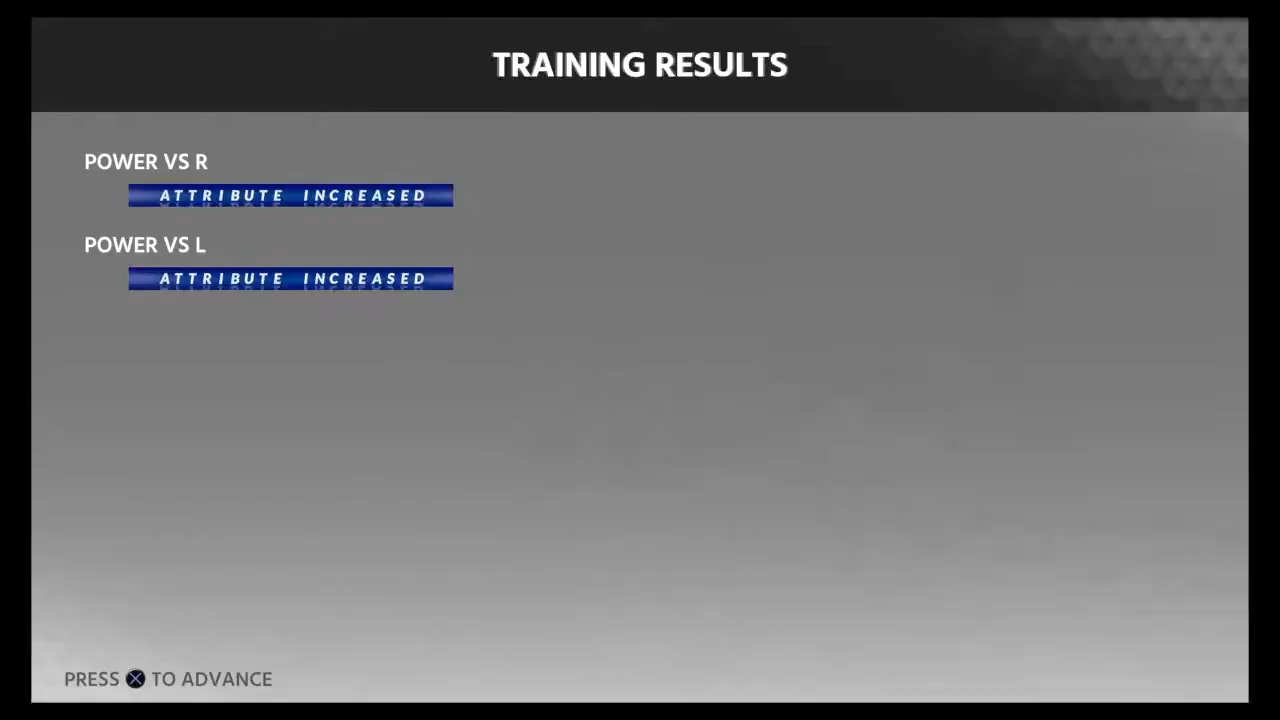 TRAINING RESULTS
POWER VS R
ATTRIBUTE INCREASED
POWER VS L
ATTRIBUTE INCREASED
PRESS TO ADVANCE